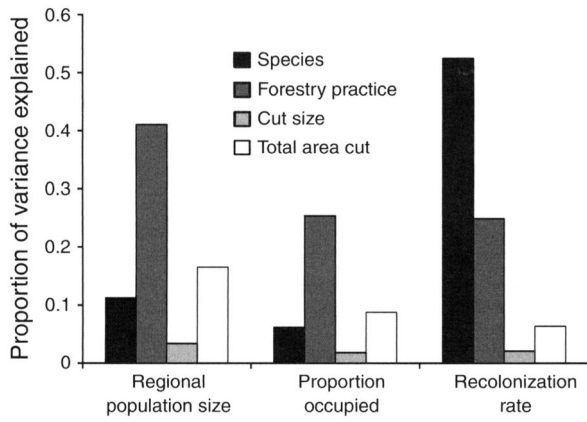 Proportion of variance explained
0.6
0.5
0.4
0.3
0.2
0.1
0
Species
Forestry practice
Cut size
Total area cut
Regional
population size
Proportion
occupied
Recolonization
rate